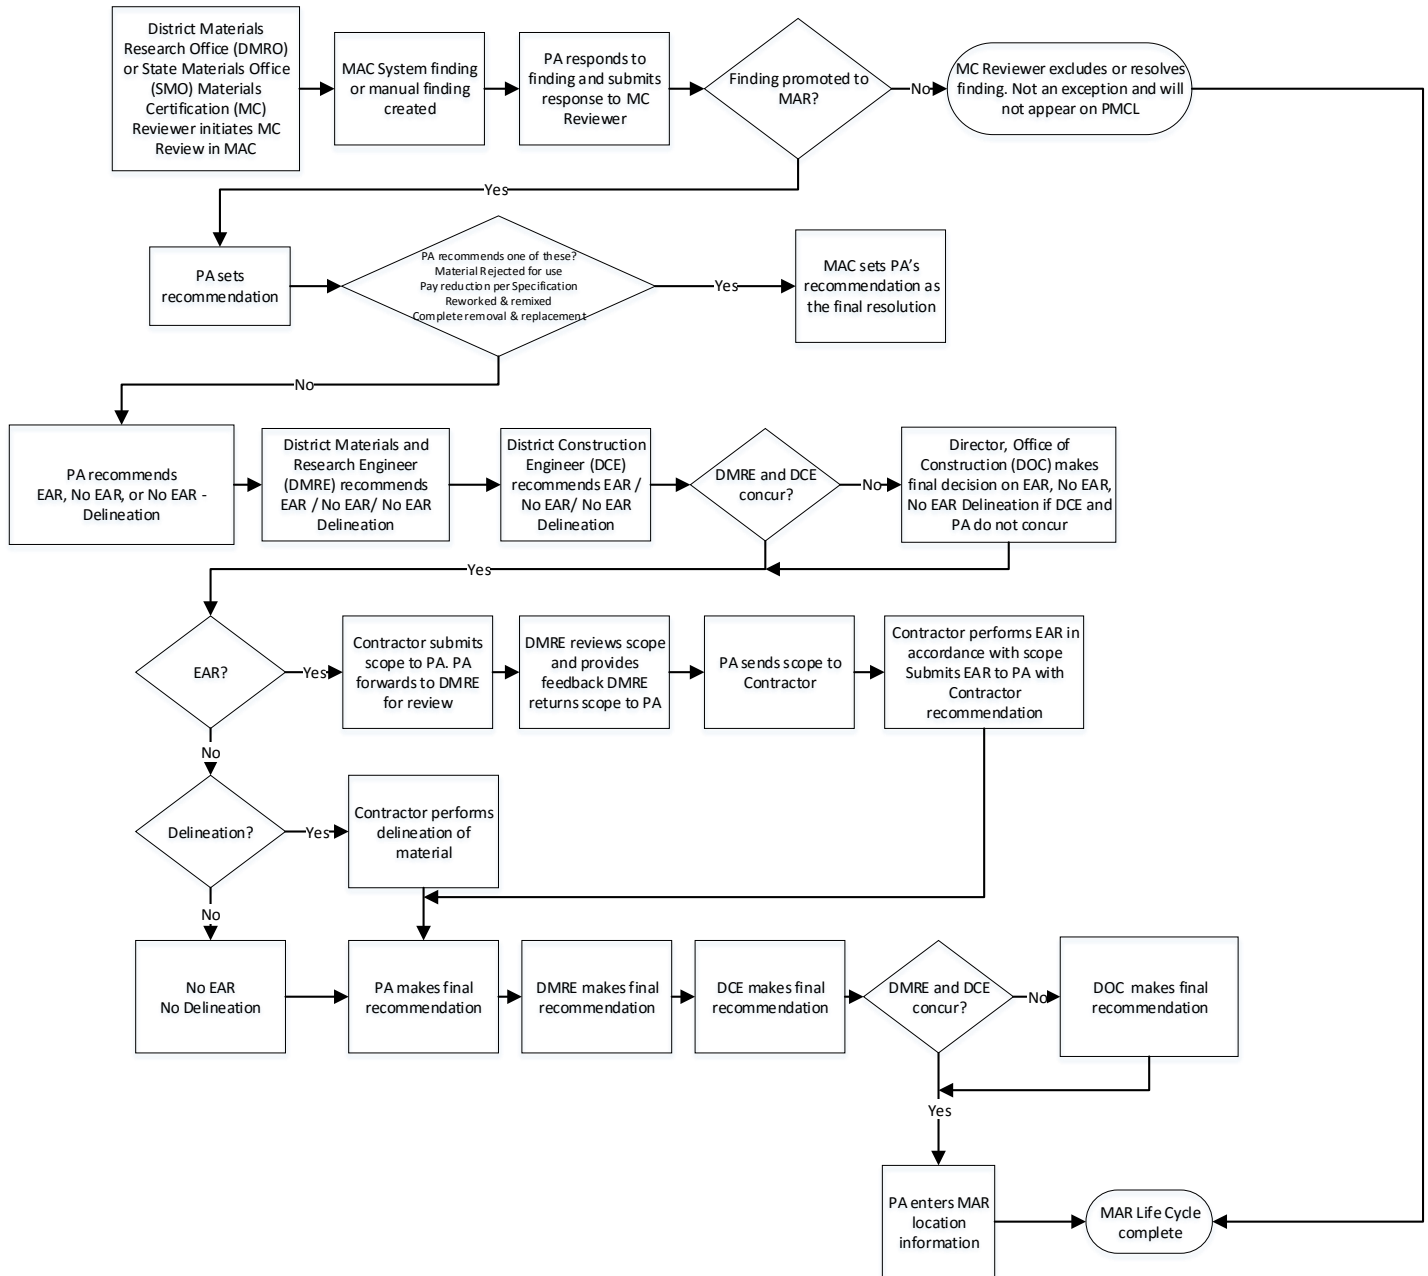 District Materials
Research Office (DMRO)
or State Materials Office
(SMO) Materials
Certification (MC)
Reviewer initiates MC
Review in MAC
MAC System finding
or manual finding
created
PA responds to
finding and submits
response to MC
Reviewer
Finding promoted to
MAR?
No
MC Reviewer excludes or resolves
finding. Not an exception and will
not appear on PMCL
Yes
PA sets
recommendation
PA recommends one of these?
Material Rejected for use
Pay reduction per Specification
Reworked & remixed
Complete removal & replacement
Yes
MAC sets PA's
recommendation as
the final resolution
No
PA recommends
EAR, No EAR, or No EAR -
Delineation
District Materials and
Research Engineer
(DMRE) recommends
EAR / No EAR/ No EAR
Delineation
District Construction
Engineer (DCE)
recommends EAR /
No EAR/ No EAR
Delineation
DMRE and DCE
concur?
No
Director, Office of
Construction (DOC) makes
final decision on EAR, No EAR,
No EAR Delineation if DCE and
PA do not concur
Yes
EAR?
Yes
Contractor submits
scope to PA. PA
forwards to DMRE
for review
DMRE reviews scope
and provides
feedback DMRE
returns scope to PA
PA sends scope to
Contractor
Contractor performs EAR in
accordance with scope
Submits EAR to PA with
Contractor
recommendation
No
Delineation?
Yes
Contractor performs
delineation of
material
No
No EAR
No Delineation
PA makes final
recommendation
DMRE makes final
recommendation
DCE makes final
recommendation
DMRE and DCE
concur?
No
DOC makes final
recommendation
Yes
PA enters MAR
location
information
MAR Life Cycle
complete